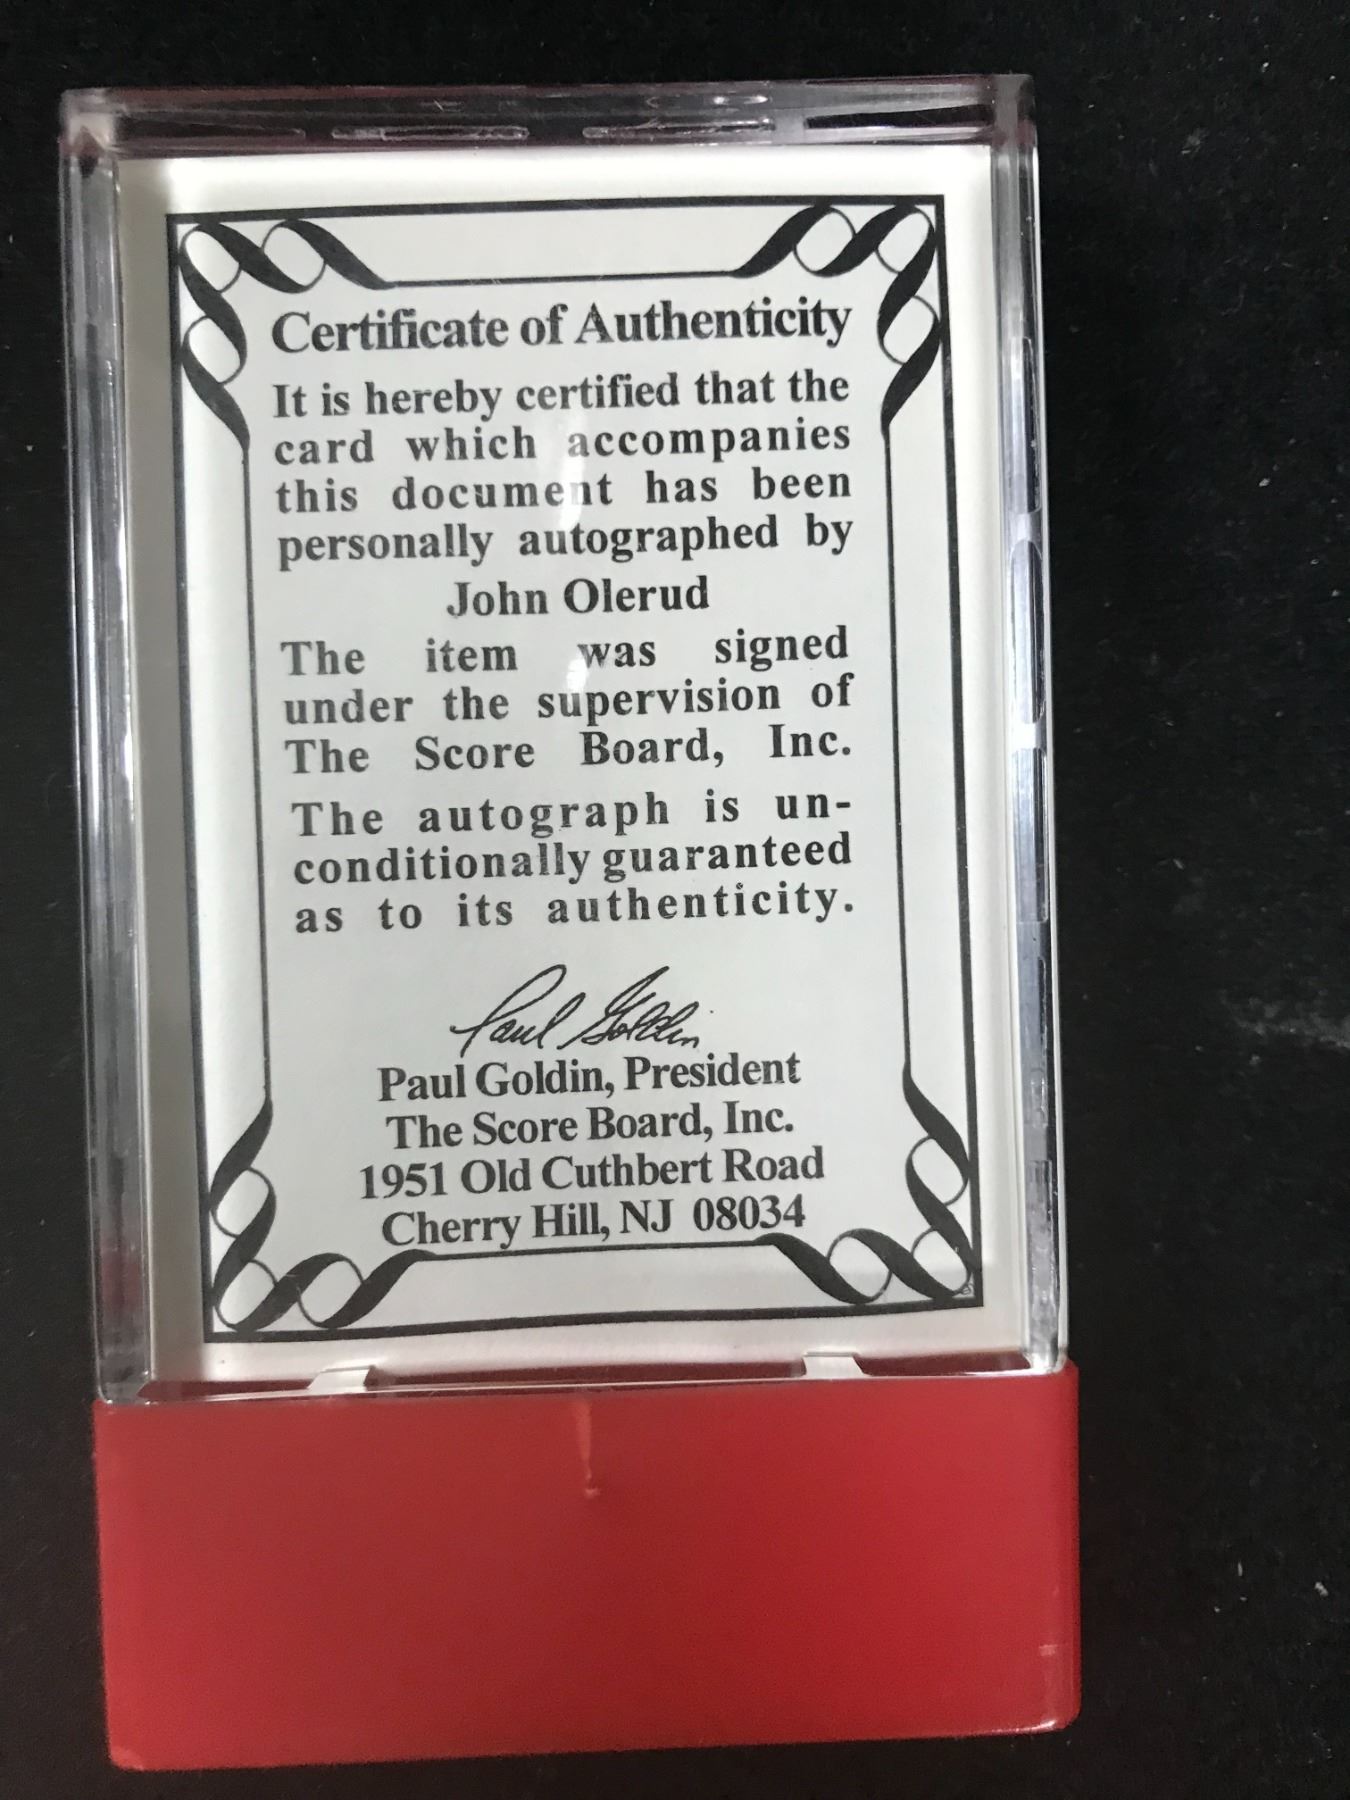 Certificate of Authenticity
It is hereby certified that the
card which accompanies
this document has been
personally autographed by
John Olerud
The item was signed
under the supervision of
The Score Board, Inc.
The autograph is un-
conditionally guaranteed
as to its authenticity.
Paul Goldin
Paul Goldin, President
The Score Board, Inc.
1951 Old Cuthbert Road
Cherry Hill, NJ 08034